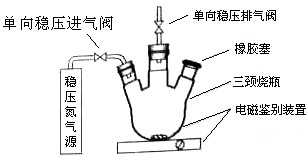 单向稳压进气阀
单向稳压排气阀
橡胶塞
三颈烧瓶
电磁鉴别装置
稳压氮气源